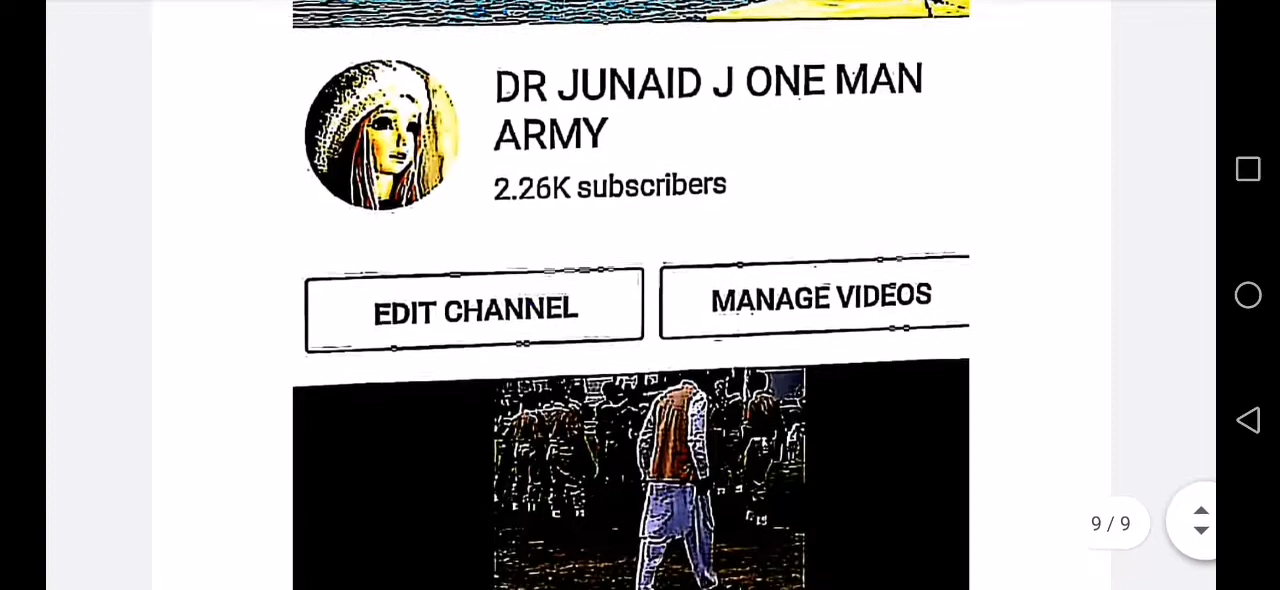 DR JUNAID J ONE MAN
ARMY
2.26K subscribers
EDIT CHANNEL
MANAGE VIDEOS
9 / 9